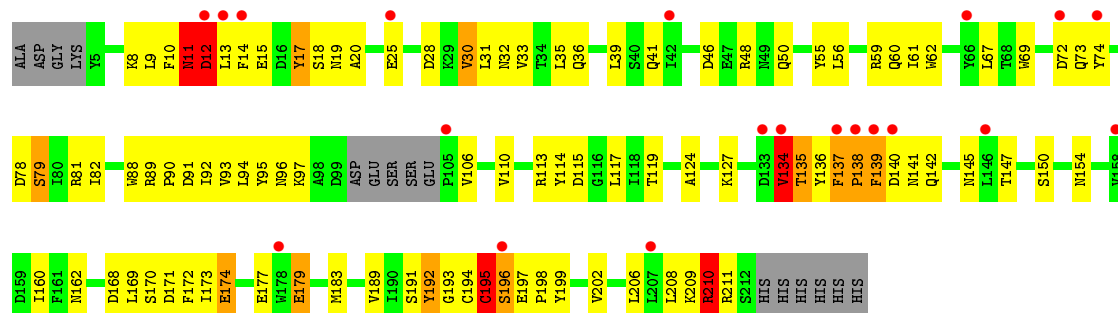 ALA ASP GLY LYS Y5 K8 L9 F10 N11 D12 L13 F14 E15 D16 Y17 S18 N19 A20 E25 D28 K29 V30 L31 N32 V33 T34 L35 Q36 L39 S40 Q41 I42 D46 E47 R48 N49 Q50 Y55 L56 R59 Q60 I61 W62 Y66 L67 T68 W69 D72 Q73 Y74
D78 S79 I80 R81 I82 W88 R89 P90 D91 I92 V93 L94 Y95 N96 K97 A98 D99 ASP GLU SER SER GLU P105 V106 V110 R113 Y114 D115 G116 L117 I118 T119 A124 K127 D133 V134 T135 Y136 F137 P138 F139 D140 N141 Q142 N145 L146 T147 S150 N154 V158
D159 I160 F161 N162 D168 L169 S170 D171 F172 I173 E174 E177 W178 E179 M183 V189 I190 S191 Y192 G193 C194 C195 S196 E197 P198 Y199 V202 L206 L207 L208 K209 R210 R211 S212 HIS HIS HIS HIS HIS HIS